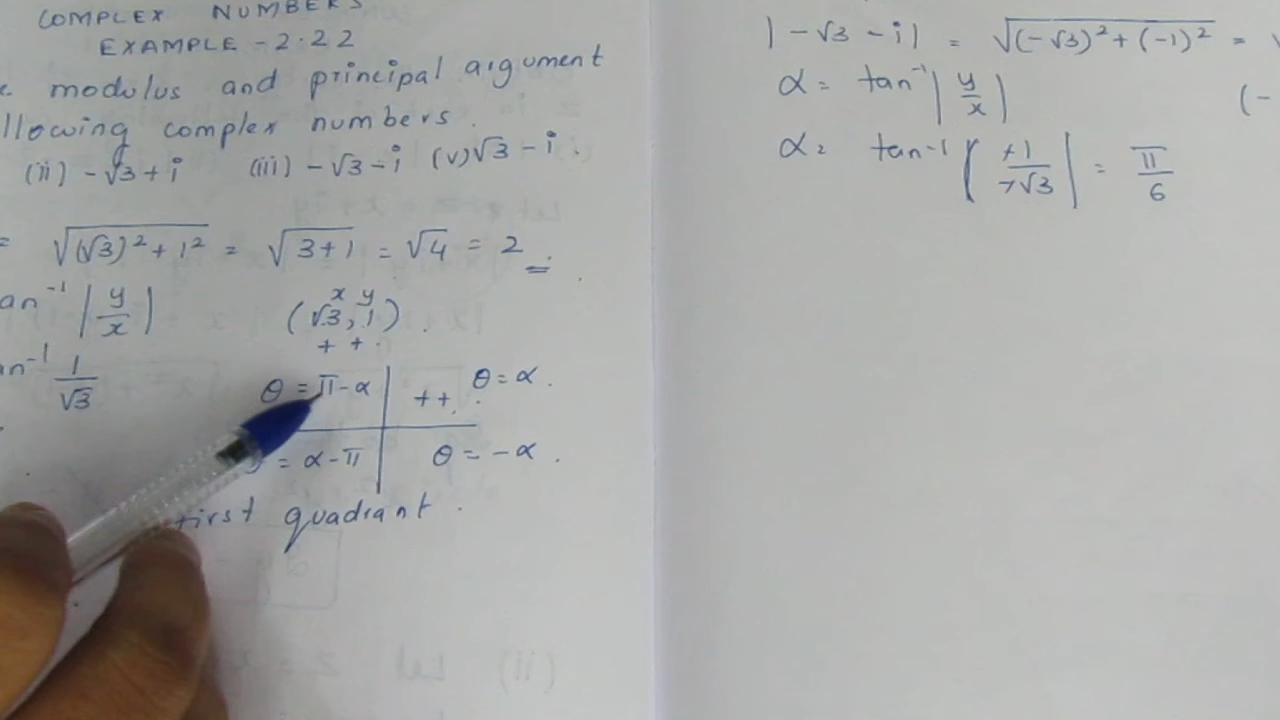 COMPLEX NUMBERS
EXAMPLE - 2.22
modulus and principal argument
llowing complex numbers.
(ii) -√3+i (iii) -√3-i (v) √3-i.
= √((√3)²+1²) = √(3+1) = √4 = 2
an⁻¹ |y/x| (√3, 1).
x y
+ +
an⁻¹ 1/√3
θ = π-α ++ θ = α.
= α-π θ = -α.
first quadrant.
|-√3-i| = √((-√3)²+(-1)²) =
α = tan⁻¹ |y/x| (-
α = tan⁻¹ |+1/√3| = π/6